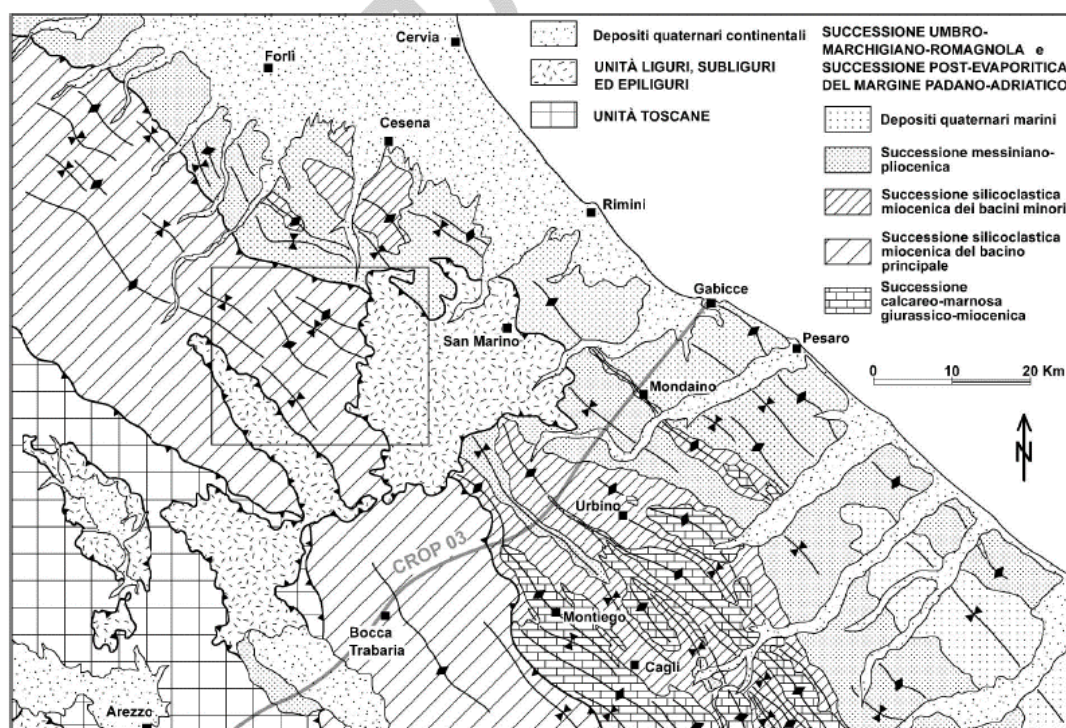 Cervia
Forlì
Cesena
Rimini
San Marino
Gabicce
Pesaro
Mondaino
Urbino
CROP 03
Montiego
Bocca
Trabaria
Cagli
Arezzo
Depositi quaternari continentali
UNITÀ LIGURI, SUBLIGURI
ED EPILIGURI
UNITÀ TOSCANE
SUCCESSIONE UMBRO-
MARCHIGIANO-ROMAGNOLA e
SUCCESSIONE POST-EVAPORITICA
DEL MARGINE PADANO-ADRIATICO
Depositi quaternari marini
Successione messiniano-
pliocenica
Successione silicoclastica
miocenica dei bacini minori
Successione silicoclastica
miocenica del bacino
principale
Successione
calcareo-marnosa
giurassico-miocenica
0 10 20 Km
N